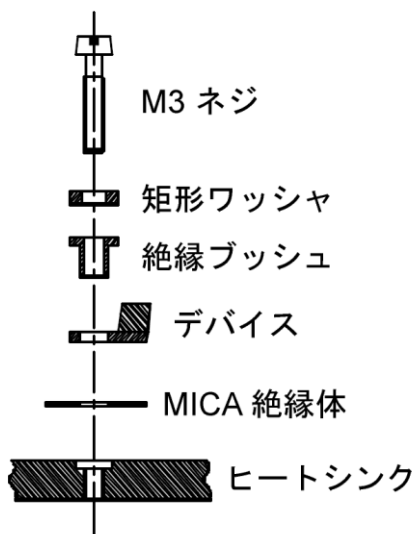 M3 ネジ
矩形ワッシャ
絶縁ブッシュ
デバイス
MICA 絶縁体
ヒートシンク